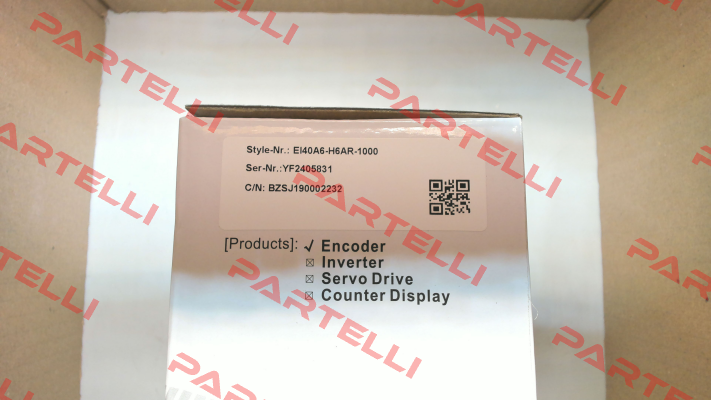 Style-Nr.: EI40A6-H6AR-1000
Ser-Nr.:YF2405831
C/N: BZSJ190002232
[Products]: √ Encoder
☒ Inverter
☒ Servo Drive
☒ Counter Display
PARTELLI
PARTELLI
PARTELLI
PARTELLI
PARTELLI
PARTELLI
PARTELLI
PARTELLI